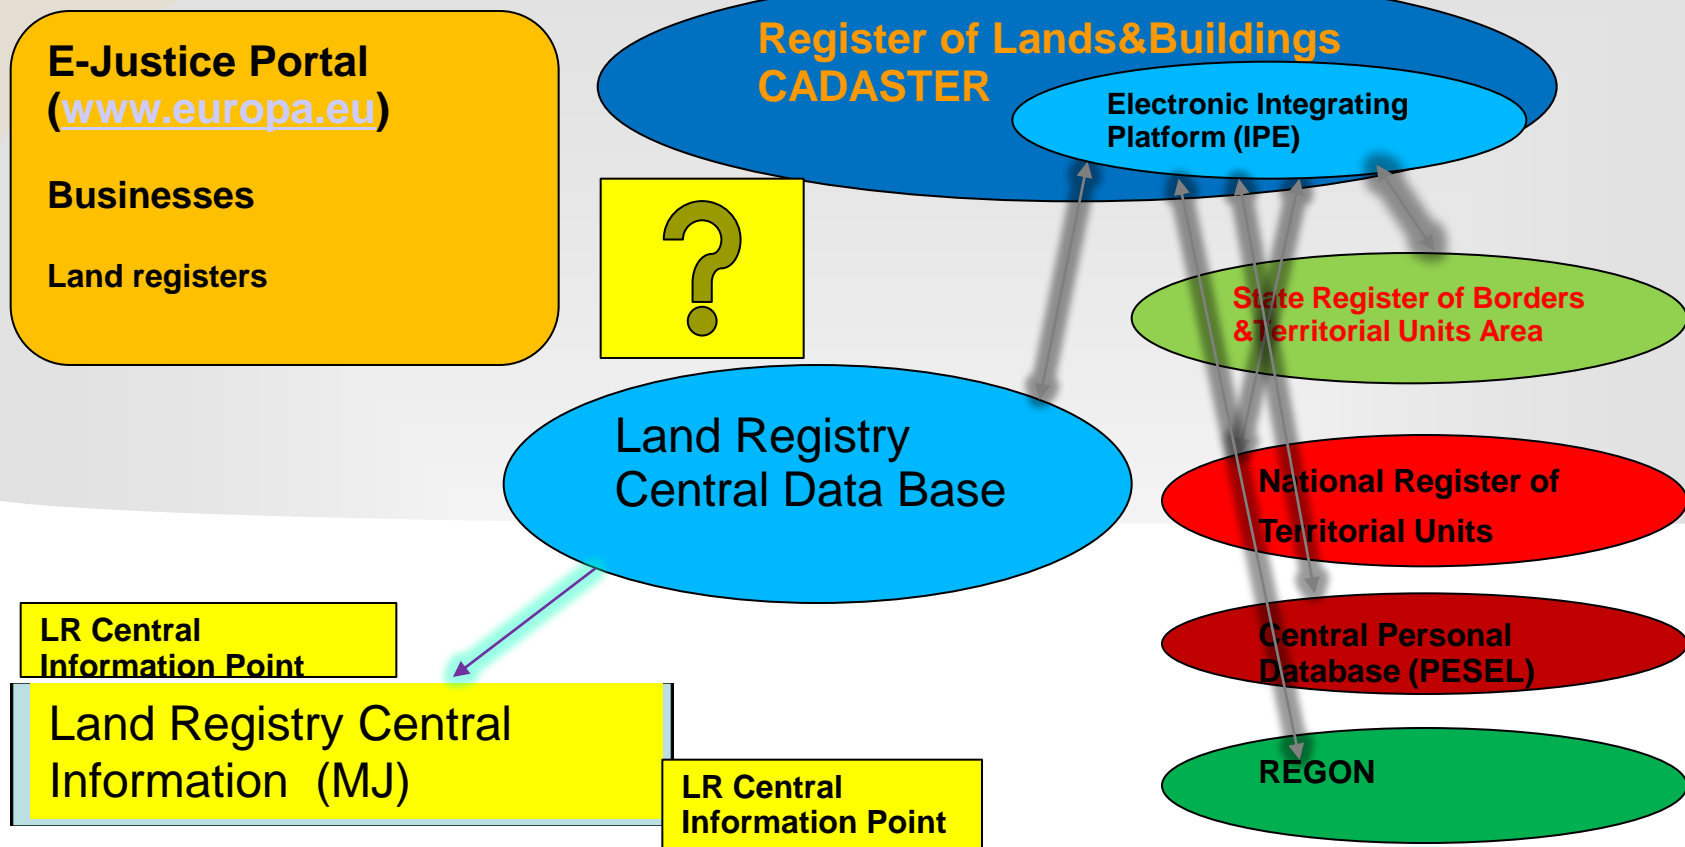 E-Justice Portal
(www.europa.eu)
Businesses
Land registers
Register of Lands&Buildings
CADASTER
Electronic Integrating
Platform (IPE)
?
State Register of Borders
&Territorial Units Area
Land Registry
Central Data Base
National Register of
Territorial Units
Central Personal
Database (PESEL)
REGON
LR Central
Information Point
Land Registry Central
Information (MJ)
LR Central
Information Point